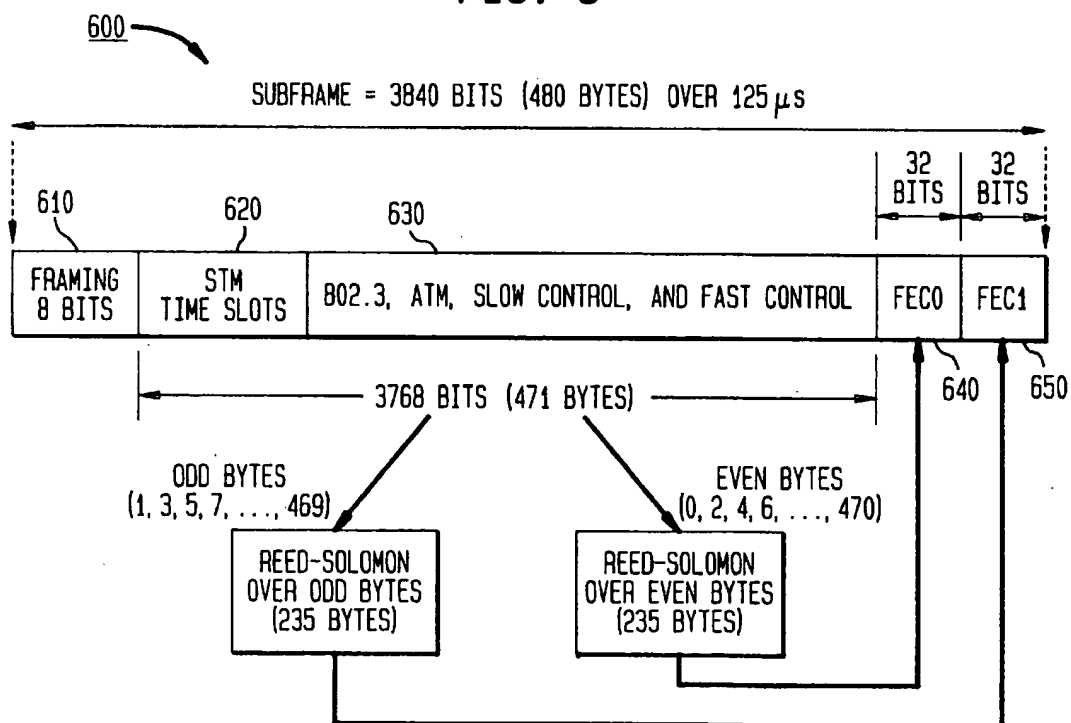 600
SUBFRAME = 3840 BITS (480 BYTES) OVER 125 μs
32
BITS
32
BITS
610
620
630
FRAMING
8 BITS
STM
TIME SLOTS
802.3, ATM, SLOW CONTROL, AND FAST CONTROL
FEC0
FEC1
640
650
3768 BITS (471 BYTES)
ODD BYTES
(1, 3, 5, 7, . . ., 469)
EVEN BYTES
(0, 2, 4, 6, . . ., 470)
REED-SOLOMON
OVER ODD BYTES
(235 BYTES)
REED-SOLOMON
OVER EVEN BYTES
(235 BYTES)